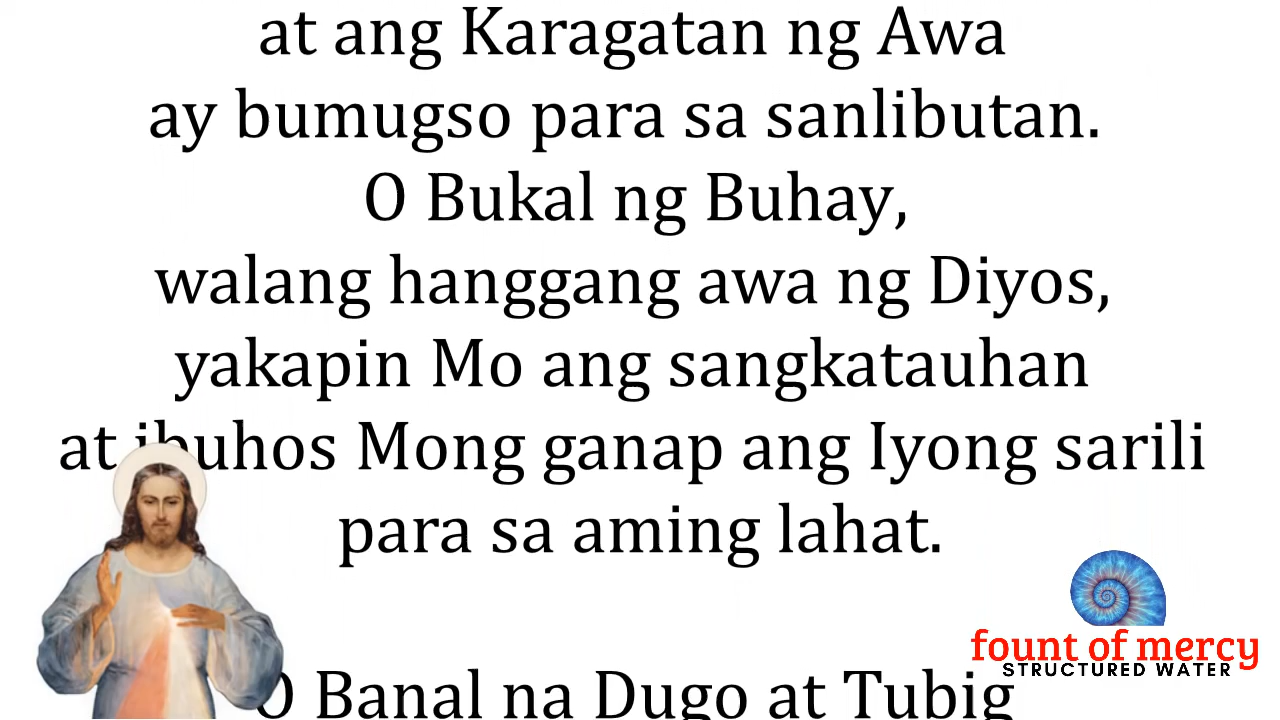 at ang Karagatan ng Awa
ay bumugso para sa sanlibutan.
O Bukal ng Buhay,
walang hanggang awa ng Diyos,
yakapin Mo ang sangkatauhan
at ibuhos Mong ganap ang Iyong sarili
para sa aming lahat.
O Banal na Dugo at Tubig
fount of mercy
STRUCTURED WATER